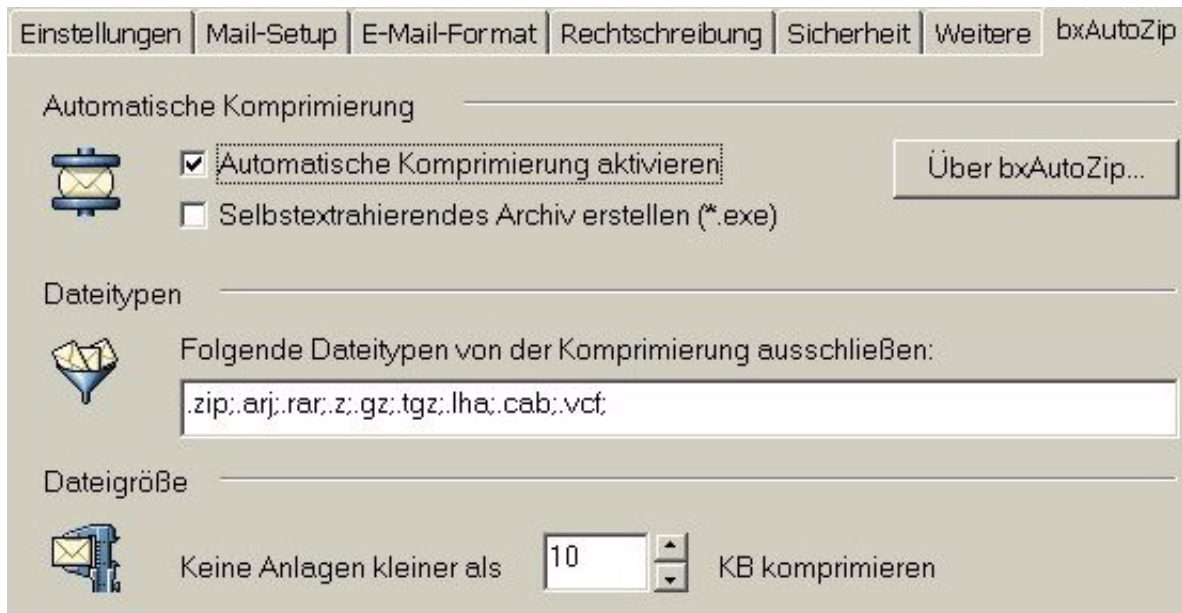 Einstellungen Mail-Setup E-Mail-Format Rechtschreibung Sicherheit Weitere bxAutoZip
Automatische Komprimierung
Automatische Komprimierung aktivieren
Über bxAutoZip...
Selbstextrahierendes Archiv erstellen (*.exe)
Dateitypen
Folgende Dateitypen von der Komprimierung ausschließen:
.zip;.arj;.rar;.z;.gz;.tgz;.lha;.cab;.vcf;
Dateigröße
Keine Anlagen kleiner als 10 KB komprimieren